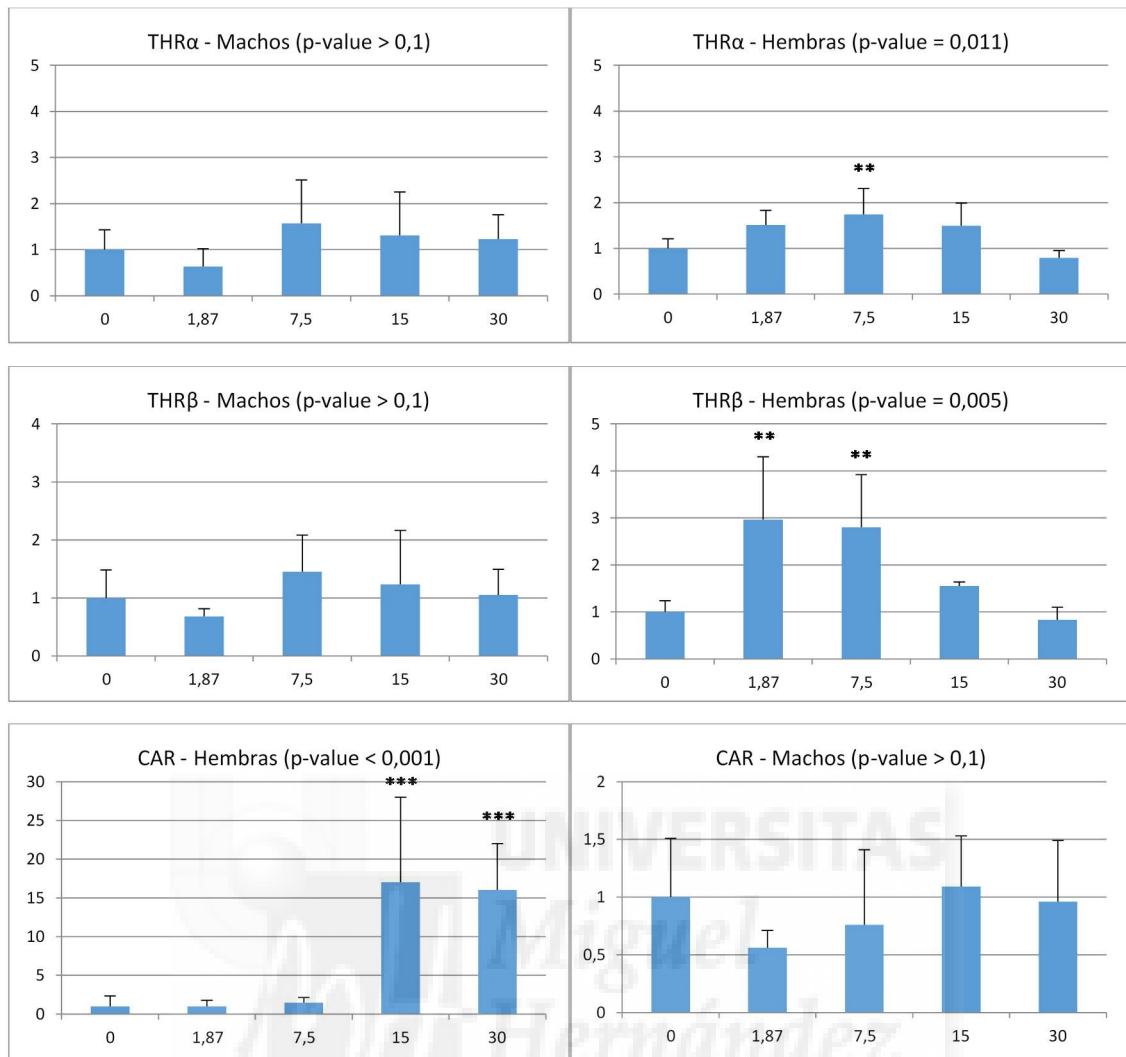 THRα - Machos (p-value > 0,1)
5
4
3
2
1
0
0 1,87 7,5 15 30
THRα - Hembras (p-value = 0,011)
5
4
3
2
1
0
**
0 1,87 7,5 15 30
THRβ - Machos (p-value > 0,1)
4
3
2
1
0
0 1,87 7,5 15 30
THRβ - Hembras (p-value = 0,005)
5
4
3
2
1
0
** **
0 1,87 7,5 15 30
CAR - Hembras (p-value < 0,001)
30
25
20
15
10
5
0
***
***
0 1,87 7,5 15 30
CAR - Machos (p-value > 0,1)
2
1,5
1
0,5
0
0 1,87 7,5 15 30
UNIVERSITAS
Miguel
Hernández